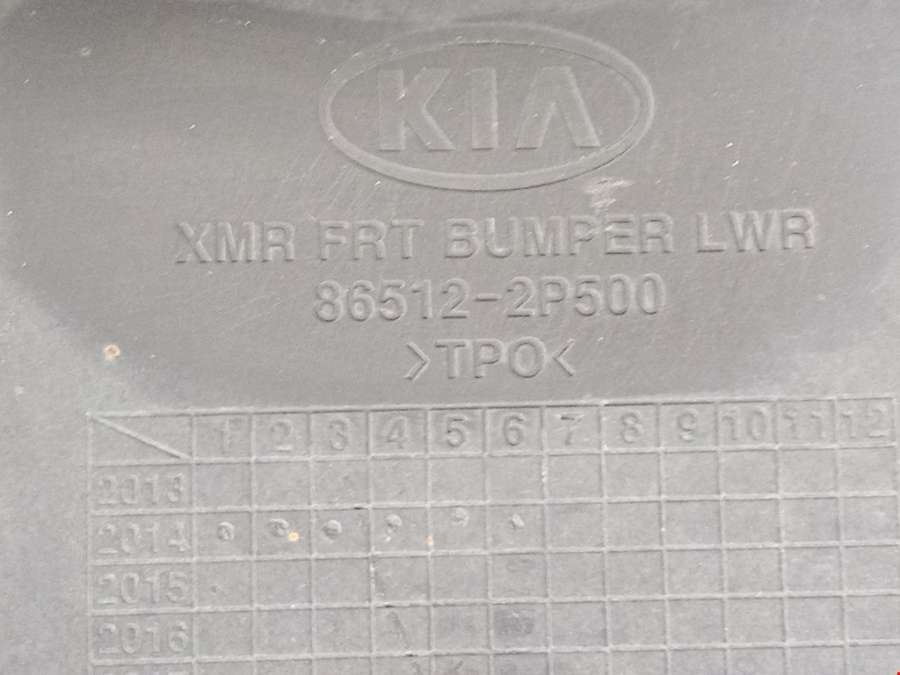 KIA
XMR FRT BUMPER LWR
86512-2P500
>TPO<
1 2 3 4 5 6 7 8 9 10 11 12
2013
2014
2015
2016